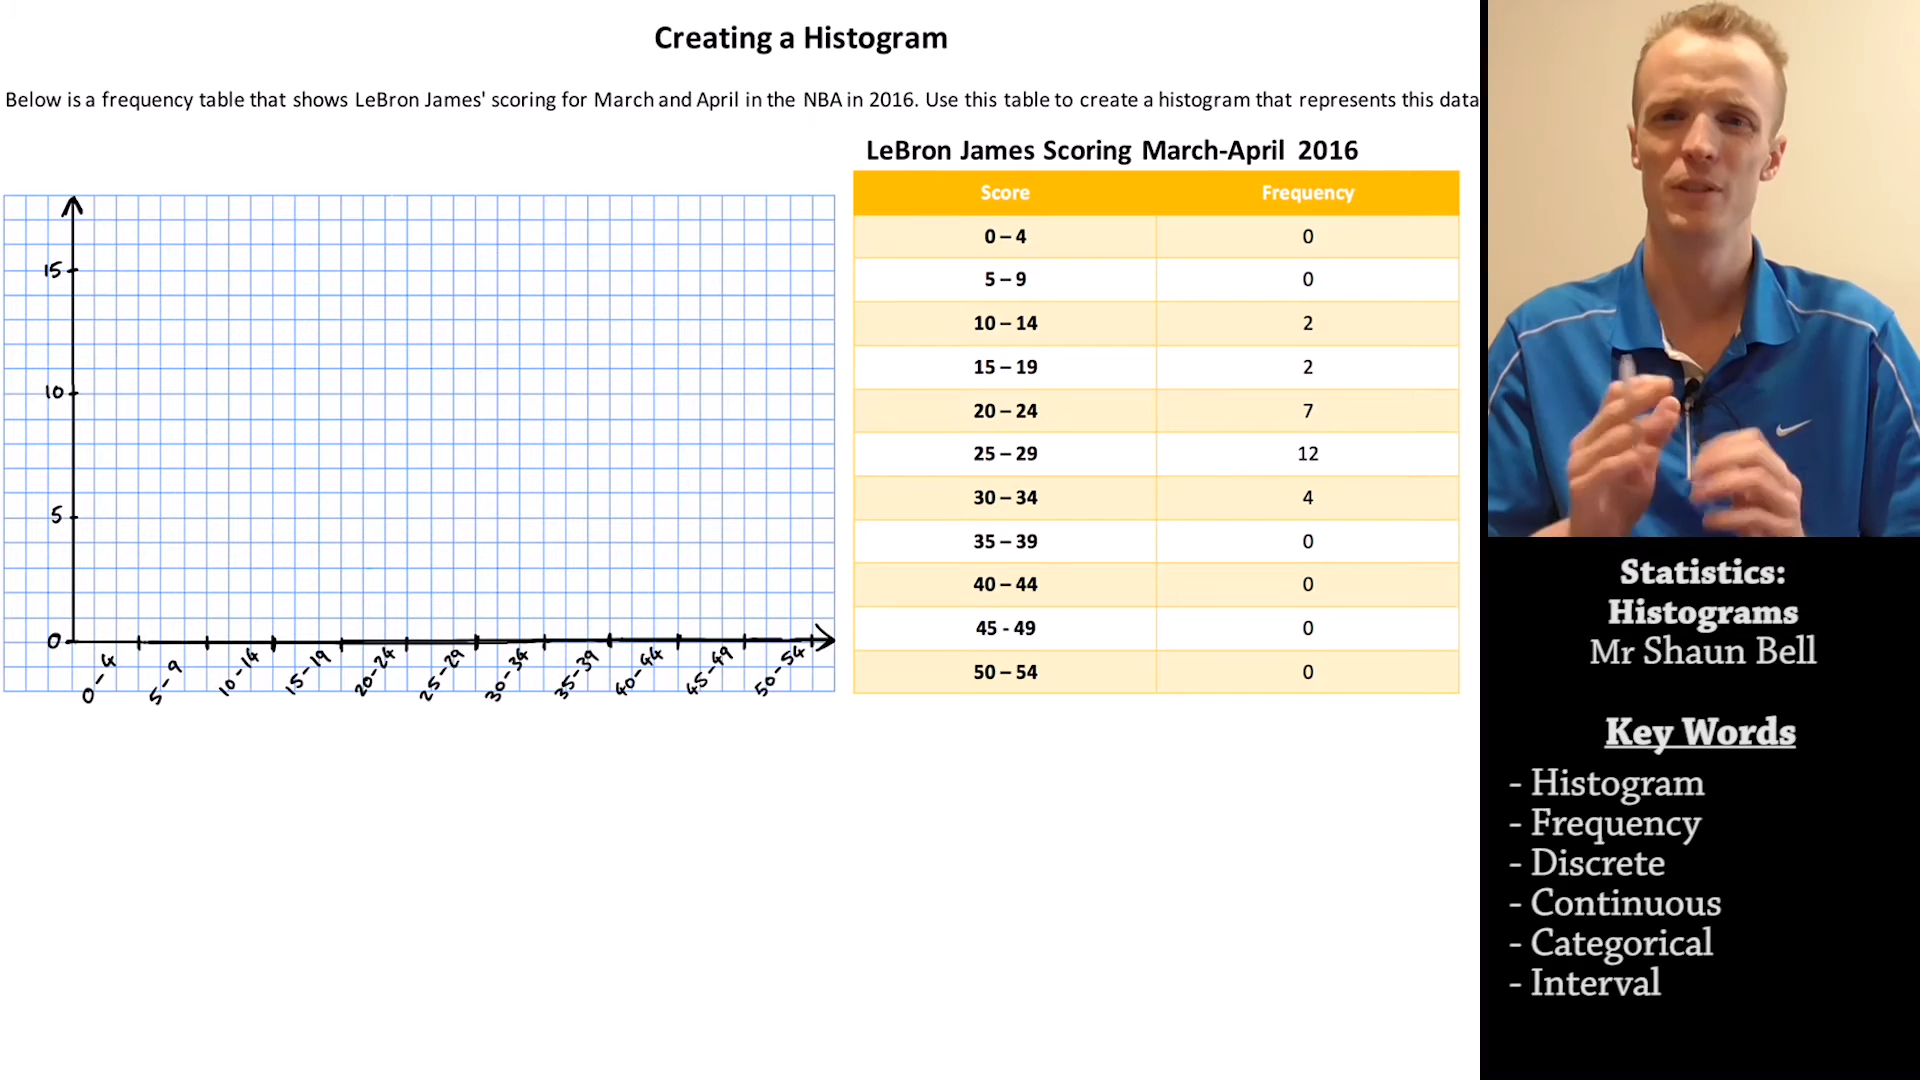 Creating a Histogram
Below is a frequency table that shows LeBron James' scoring for March and April in the NBA in 2016. Use this table to create a histogram that represents this data
LeBron James Scoring March-April 2016
Score Frequency
0 – 4 0
5 – 9 0
10 – 14 2
15 – 19 2
20 – 24 7
25 – 29 12
30 – 34 4
35 – 39 0
40 – 44 0
45 - 49 0
50 – 54 0
15
10
5
0
0 – 4 5 – 9 10 – 14 15 – 19 20 – 24 25 – 29 30 – 34 35 – 39 40 – 44 45 – 49 50 – 54
Statistics:
Histograms
Mr Shaun Bell
Key Words
- Histogram
- Frequency
- Discrete
- Continuous
- Categorical
- Interval